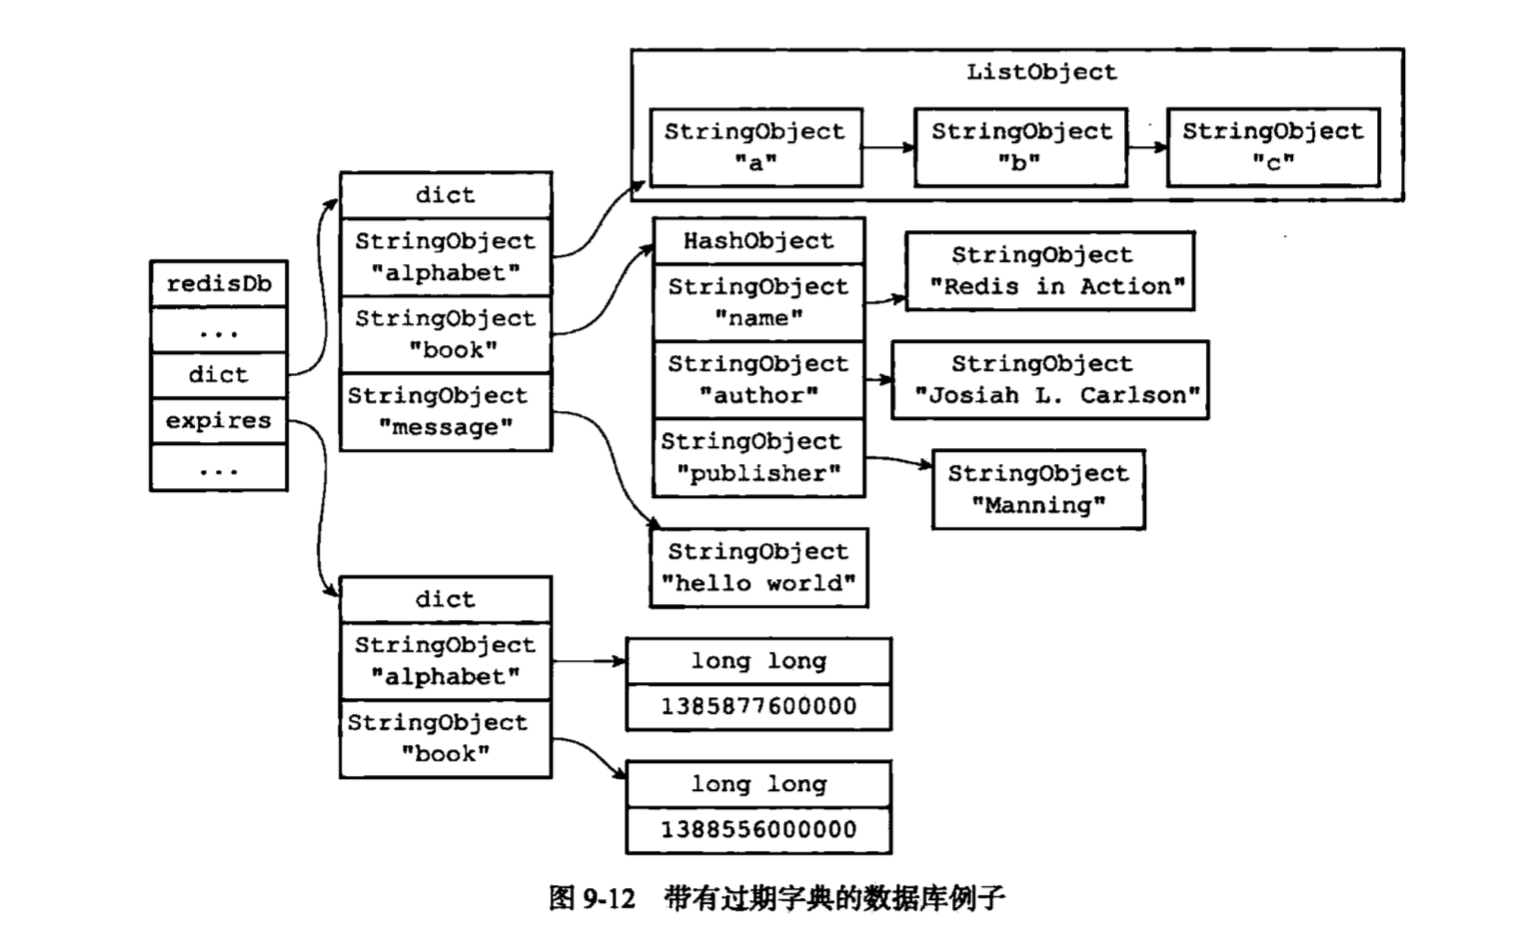 ListObject
StringObject
"a"
StringObject
"b"
StringObject
"c"
redisDb
...
dict
expires
...
dict
StringObject
"alphabet"
StringObject
"book"
StringObject
"message"
HashObject
StringObject
"name"
StringObject
"author"
StringObject
"publisher"
StringObject
"Redis in Action"
StringObject
"Josiah L. Carlson"
StringObject
"Manning"
StringObject
"hello world"
dict
StringObject
"alphabet"
StringObject
"book"
long long
1385877600000
long long
1388556000000
图 9-12 带有过期字典的数据库例子